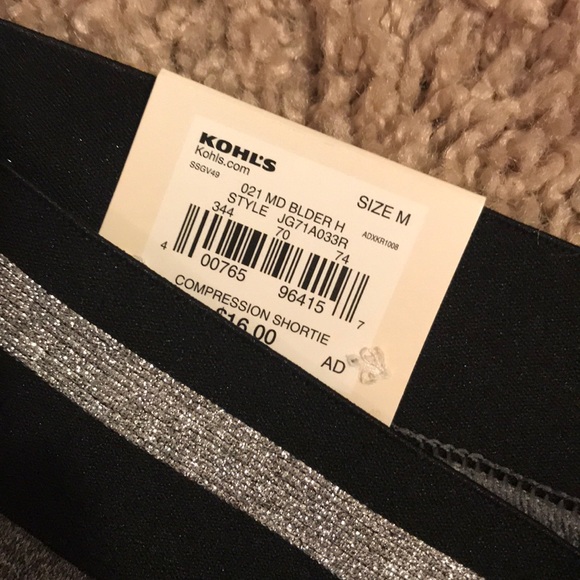 KOHL'S
Kohls.com
SSGV49
SIZE M
021 MD BLDER H
ADXXR1008
STYLE JG71A033R
344 70 74
4 00765 96415 7
COMPRESSION SHORTIE
$16.00
AD